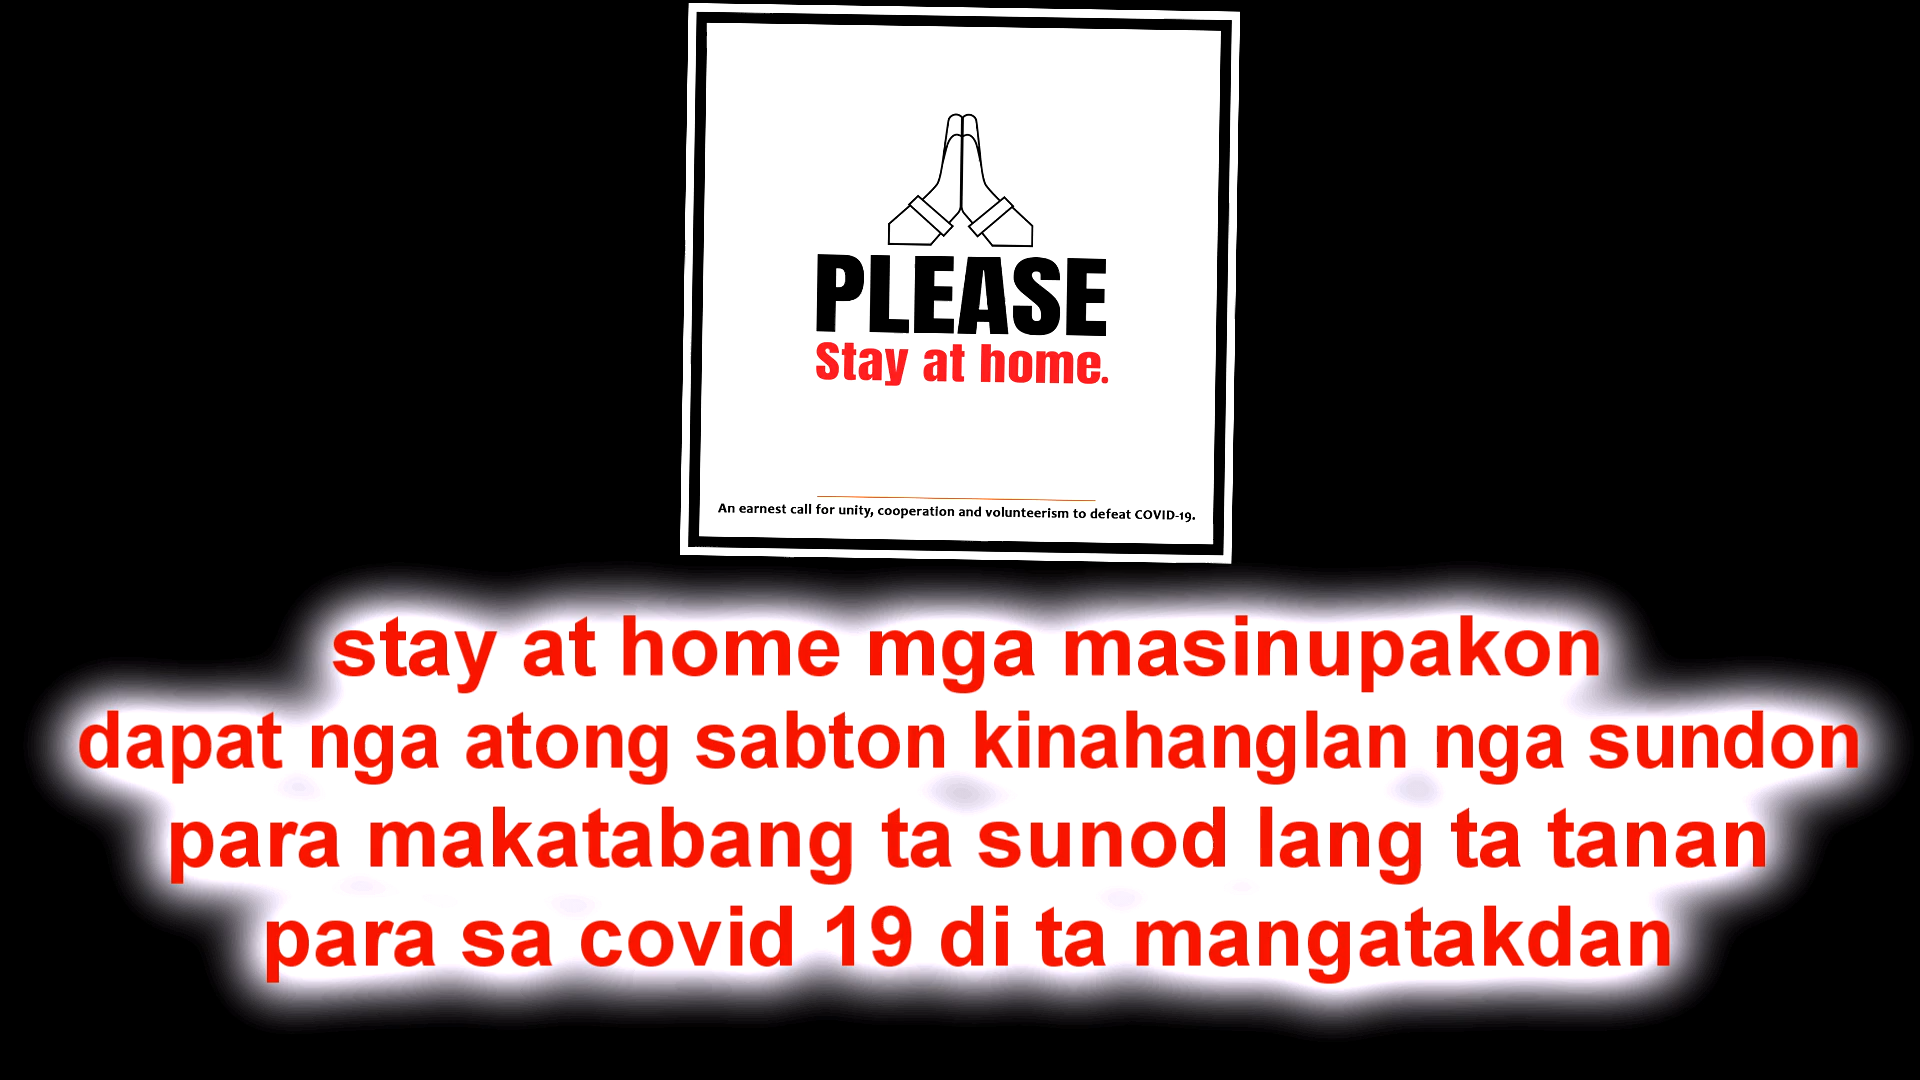 PLEASE
Stay at home.
An earnest call for unity, cooperation and volunteerism to defeat COVID-19.
stay at home mga masinupakon
dapat nga atong sabton kinahanglan nga sundon
para makatabang ta sunod lang ta tanan
para sa covid 19 di ta mangatakdan